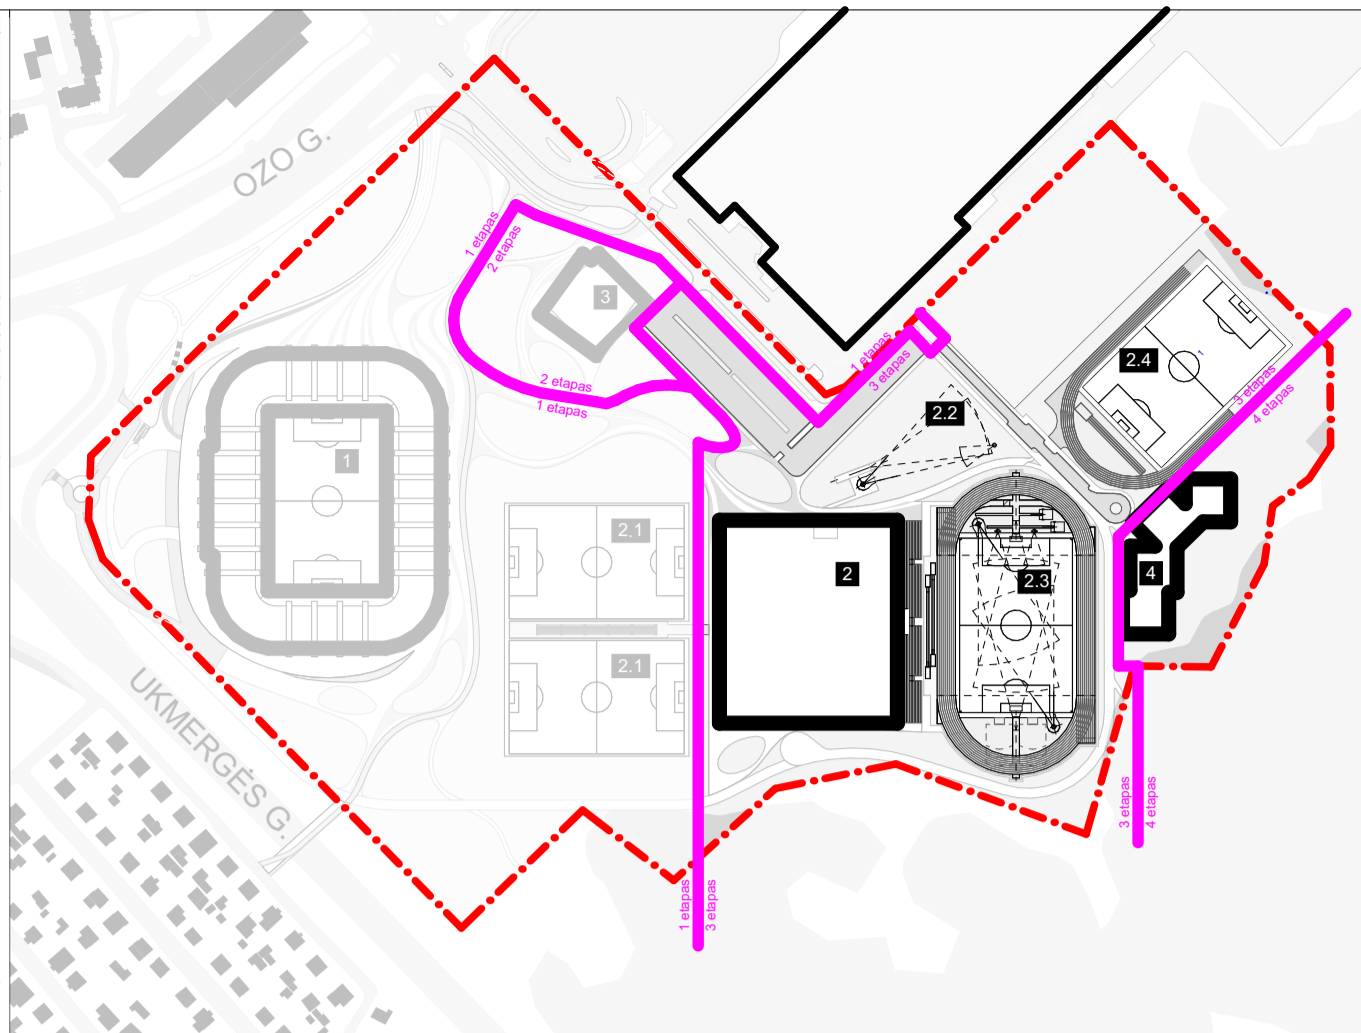 OZO G.
1 etapas
2 etapas
3
1 etapas
3 etapas
2.4
1
3 etapas
4 etapas
2 etapas
1 etapas
2.2
1
2.1
2
2.3
4
2.1
UKMERGĖS G.
3 etapas
4 etapas
1 etapas
3 etapas